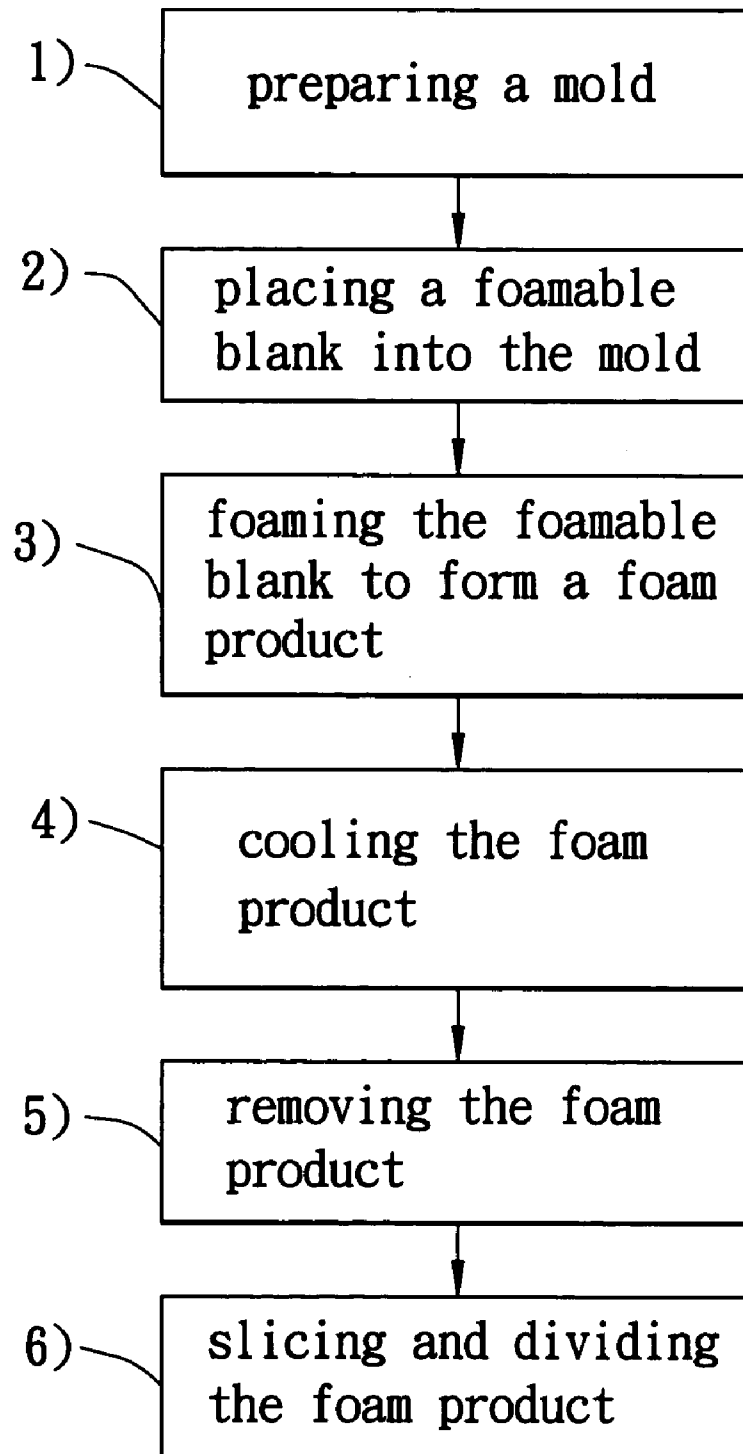 1)
preparing a mold
2)
placing a foamable
blank into the mold
3)
foaming the foamable
blank to form a foam
product
4)
cooling the foam
product
5)
removing the foam
product
6)
slicing and dividing
the foam product